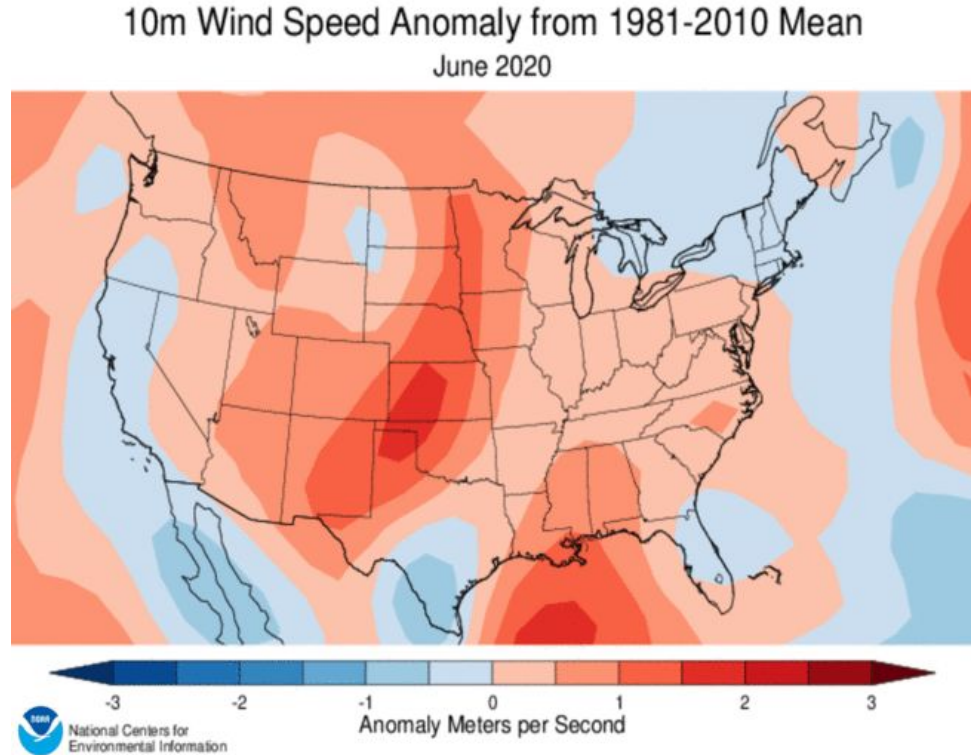 10m Wind Speed Anomaly from 1981-2010 Mean
June 2020
-3 -2 -1 0 1 2 3
Anomaly Meters per Second
NOAA
National Centers for
Environmental Information